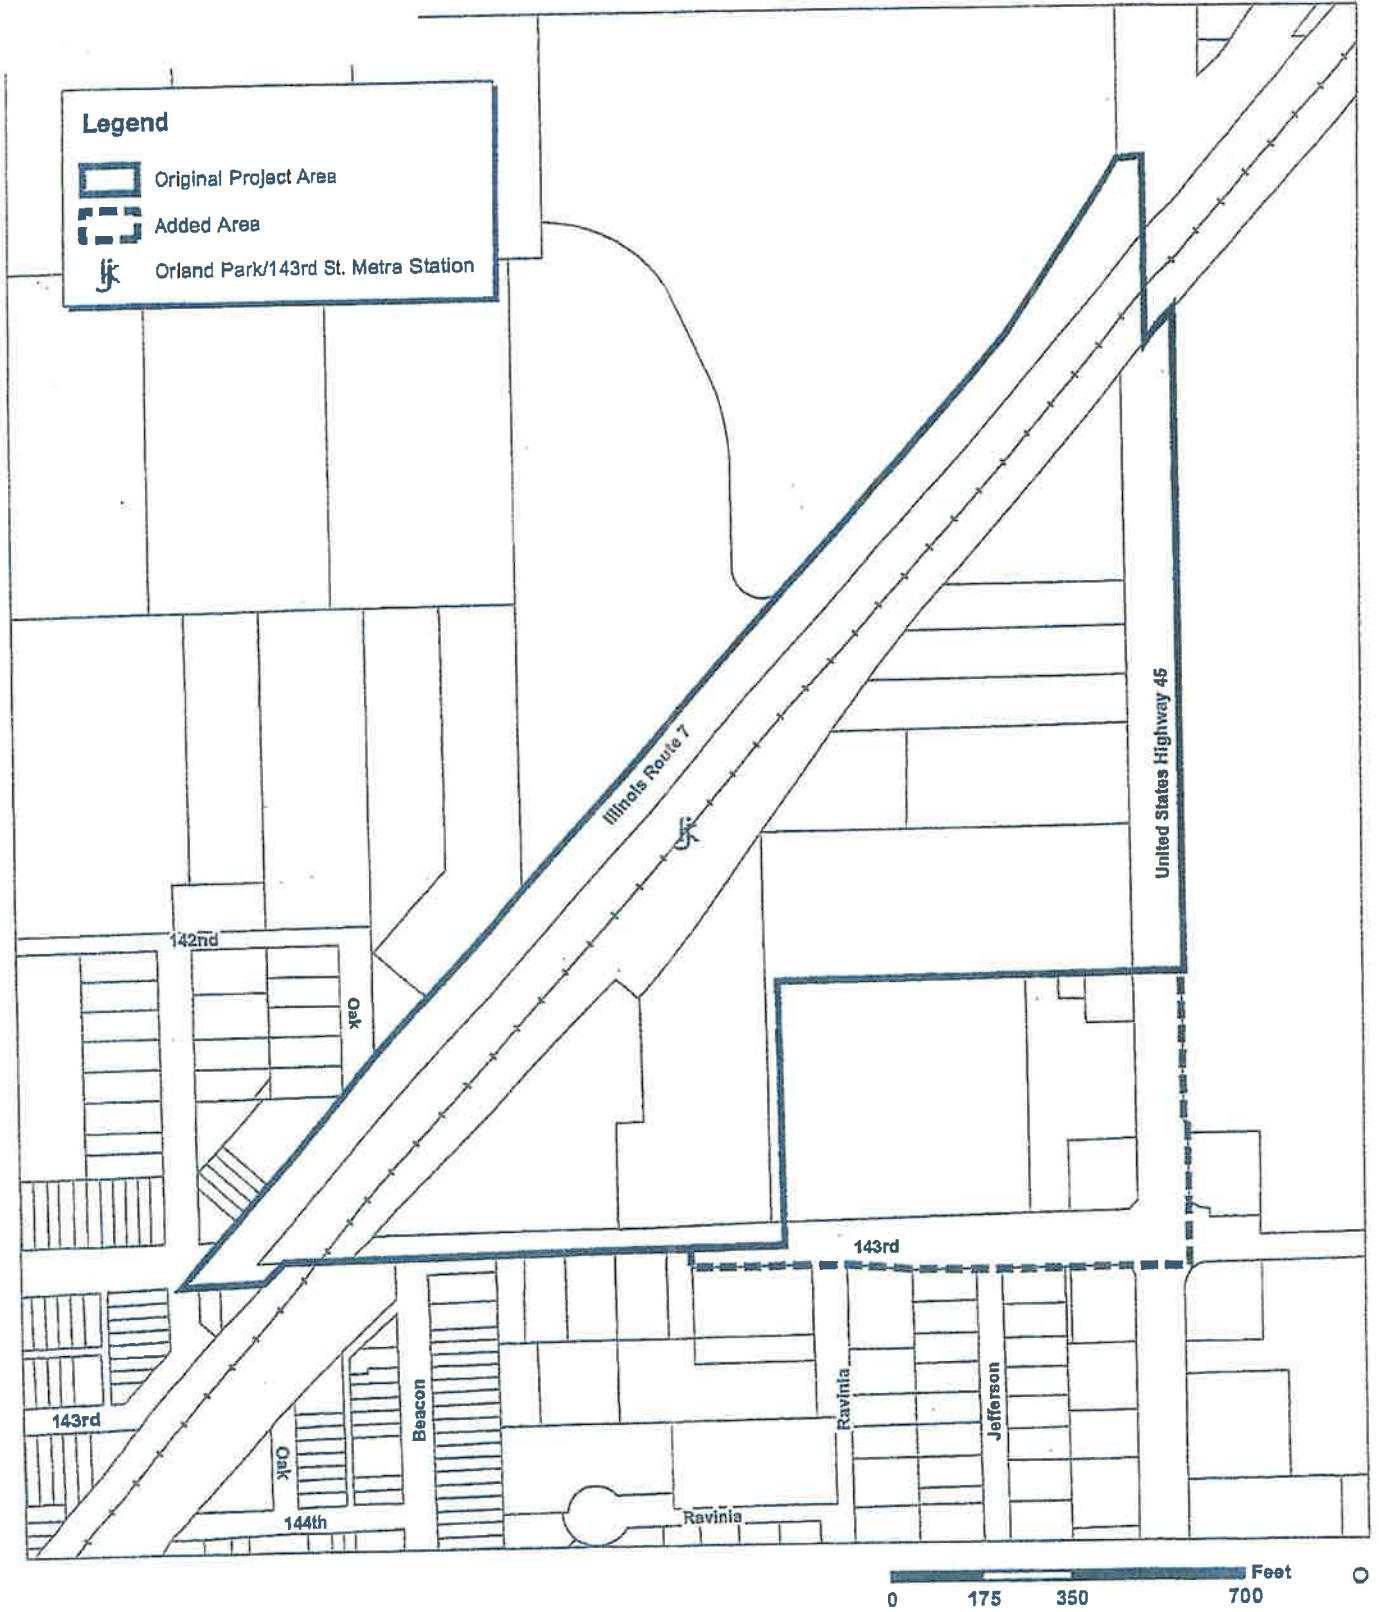 Legend
Original Project Area
Added Area
Orland Park/143rd St. Metra Station
Illinois Route 7
United States Highway 45
142nd
Oak
143rd
143rd
Oak
Beacon
Ravinia
Jefferson
144th
Ravinia
Feet
0 175 350 700